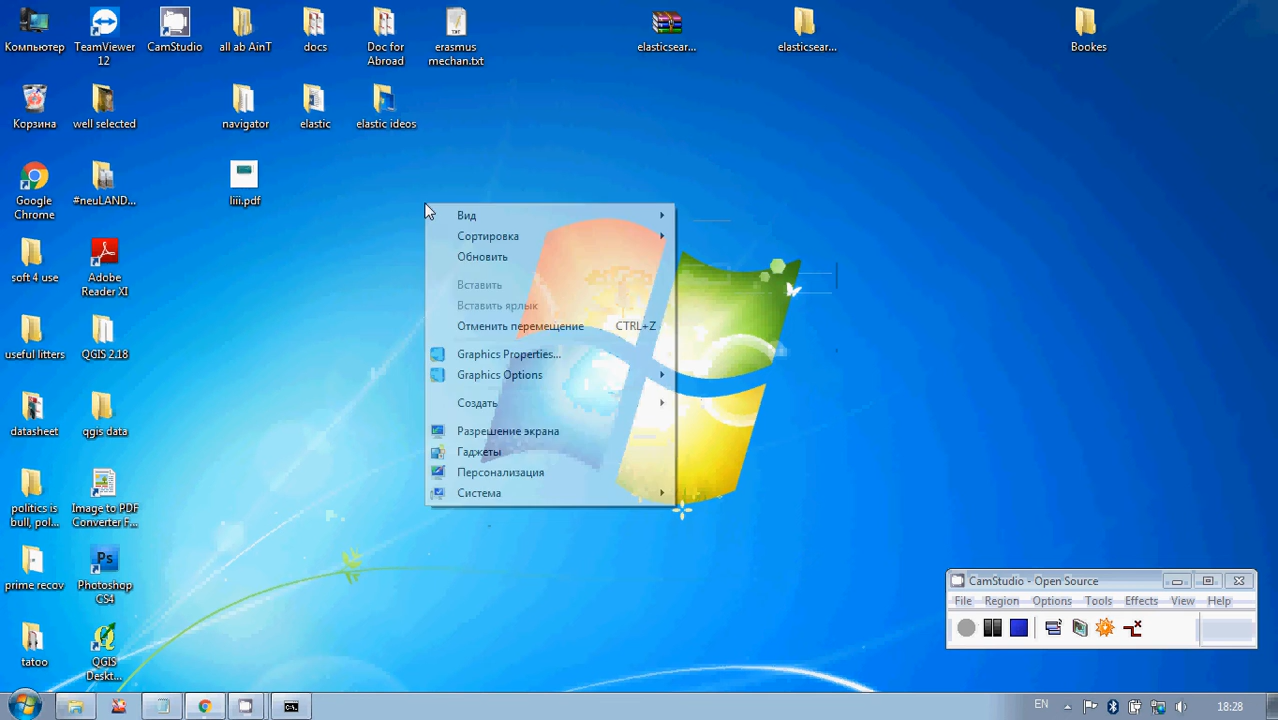 Компьютер
TeamViewer
12
CamStudio
all ab AinT
docs
Doc for
Abroad
erasmus
mechan.txt
elasticsear...
elasticsear...
Bookes
Корзина
well selected
navigator
elastic
elastic ideos
Google
Chrome
#neuLAND...
liii.pdf
soft 4 use
Adobe
Reader XI
useful litters
QGIS 2.18
datasheet
qgis data
politics is
bull, pol...
Image to PDF
Converter F...
prime recov
Photoshop
CS4
tatoo
QGIS
Deskt...
Вид
Сортировка
Обновить
Вставить
Вставить ярлык
Отменить перемещение CTRL+Z
Graphics Properties...
Graphics Options
Создать
Разрешение экрана
Гаджеты
Персонализация
Система
CamStudio - Open Source
File Region Options Tools Effects View Help
EN
18:28